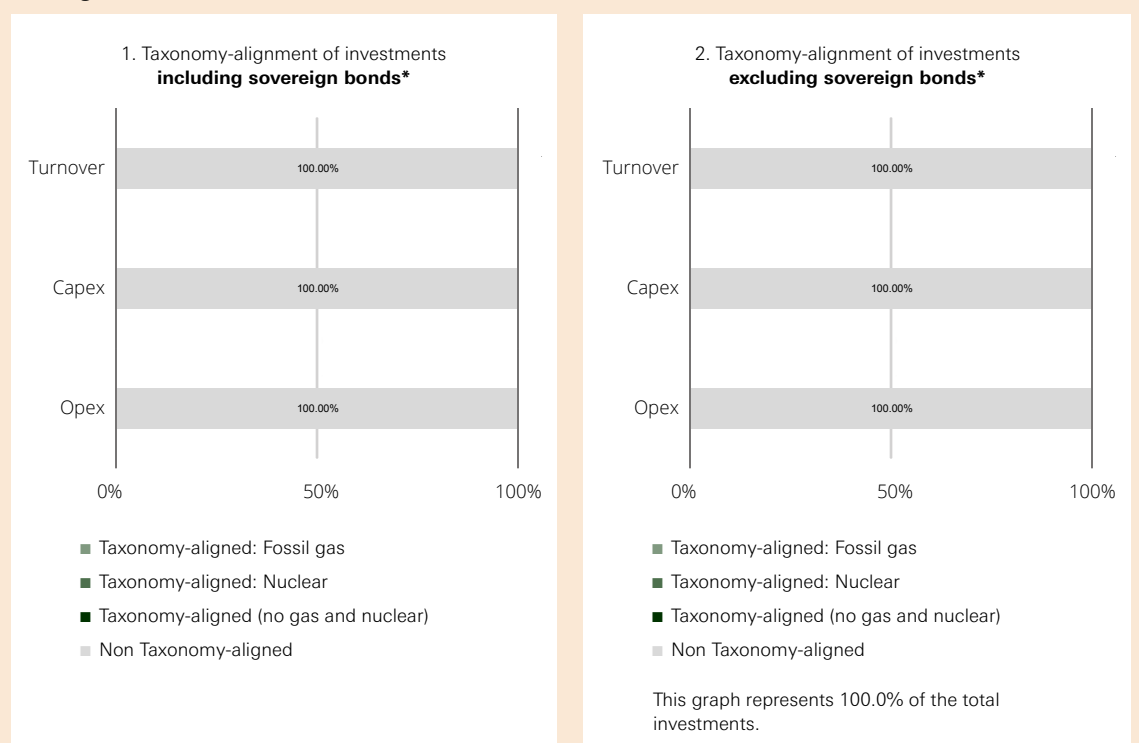 1. Taxonomy-alignment of investments
including sovereign bonds*
Turnover
100.00%
Capex
100.00%
Opex
100.00%
0%
50%
100%
Taxonomy-aligned: Fossil gas
Taxonomy-aligned: Nuclear
Taxonomy-aligned (no gas and nuclear)
Non Taxonomy-aligned
2. Taxonomy-alignment of investments
excluding sovereign bonds*
Turnover
100.00%
Capex
100.00%
Opex
100.00%
0%
50%
100%
Taxonomy-aligned: Fossil gas
Taxonomy-aligned: Nuclear
Taxonomy-aligned (no gas and nuclear)
Non Taxonomy-aligned
This graph represents 100.0% of the total
investments.